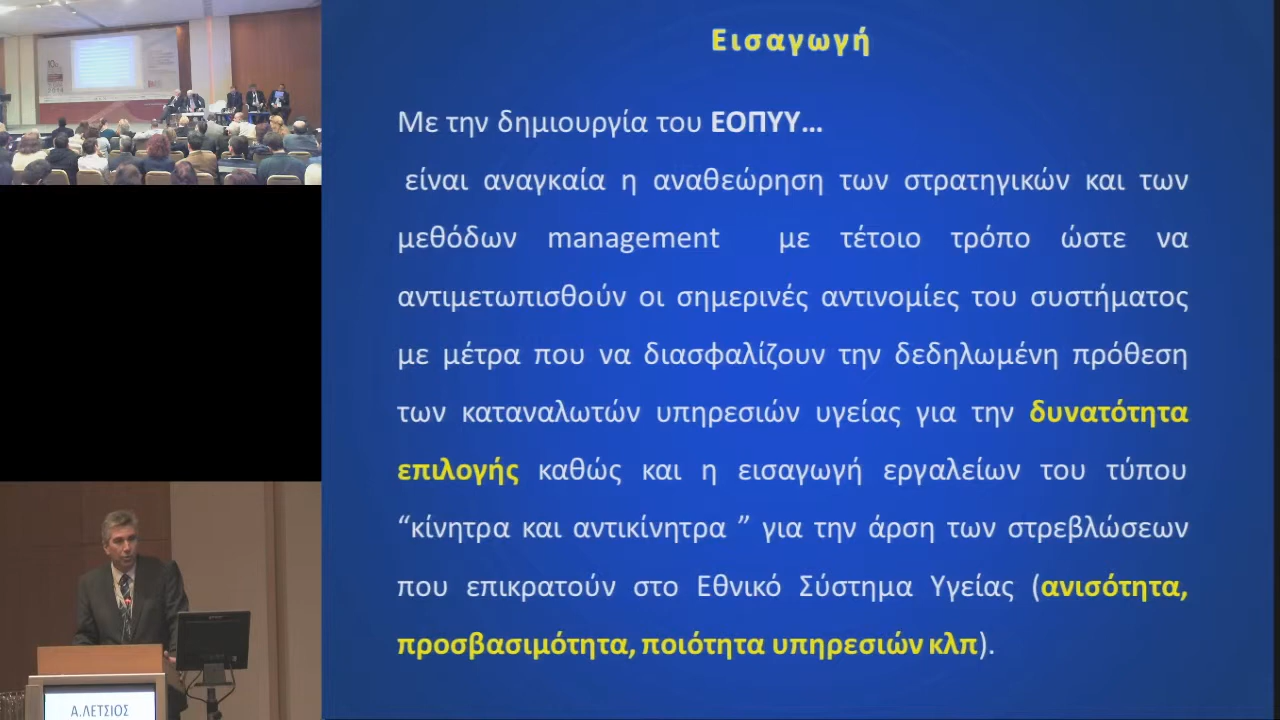 Εισαγωγή
Με την δημιουργία του ΕΟΠΥΥ...
είναι αναγκαία η αναθεώρηση των στρατηγικών και των
μεθόδων management με τέτοιο τρόπο ώστε να
αντιμετωπισθούν οι σημερινές αντινομίες του συστήματος
με μέτρα που να διασφαλίζουν την δεδηλωμένη πρόθεση
των καταναλωτών υπηρεσιών υγείας για την δυνατότητα
επιλογής καθώς και η εισαγωγή εργαλείων του τύπου
“κίνητρα και αντικίνητρα ” για την άρση των στρεβλώσεων
που επικρατούν στο Εθνικό Σύστημα Υγείας (ανισότητα,
προσβασιμότητα, ποιότητα υπηρεσιών κλπ).
Α.ΛΕΤΣΙΟΣ